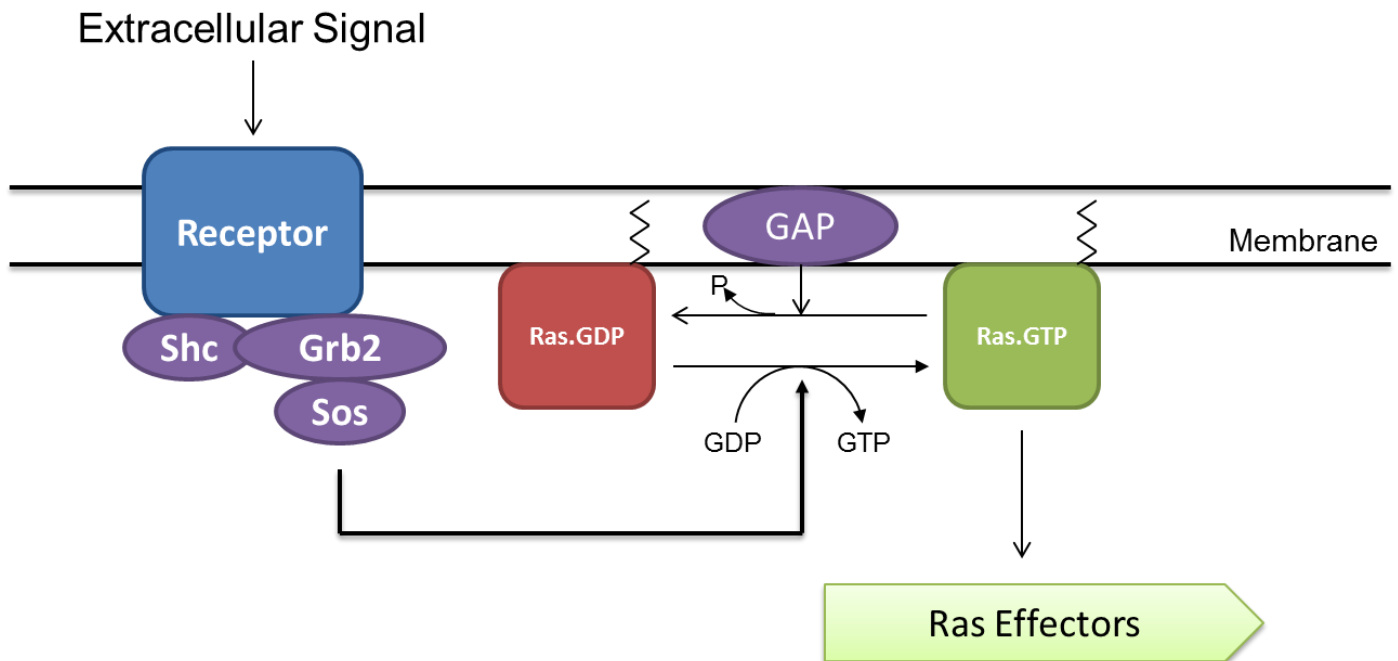 Extracellular Signal
Receptor
GAP
Membrane
P
Shc
Grb2
Ras.GDP
Ras.GTP
Sos
GDP
GTP
Ras Effectors